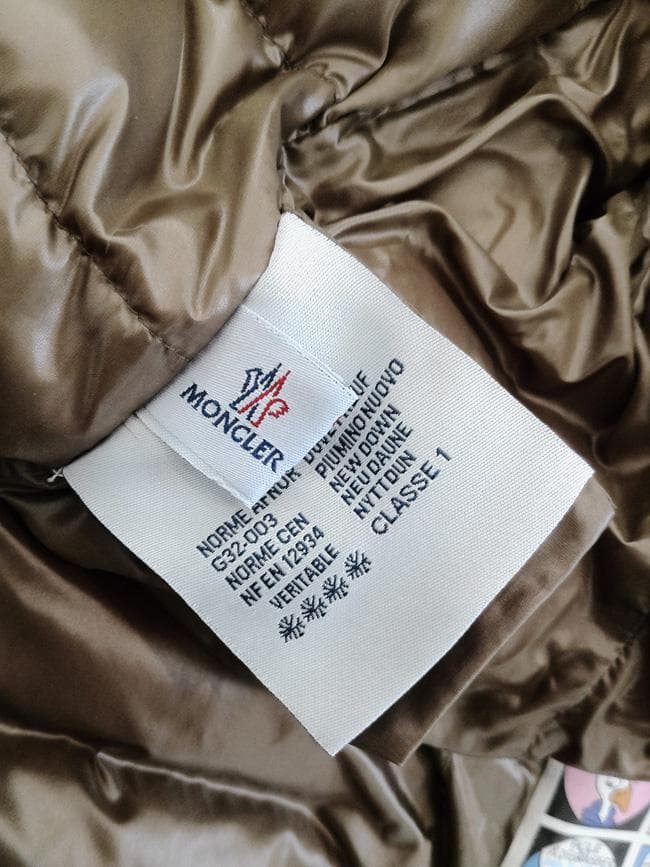 MONCLER
NORME AFNOR
G32-003
NORME CEN
NF EN 12934
VERITABLE
PIUMINO NUOVO
NEW DOWN
NEU DAUNE
NYTTDUN
CLASSE 1